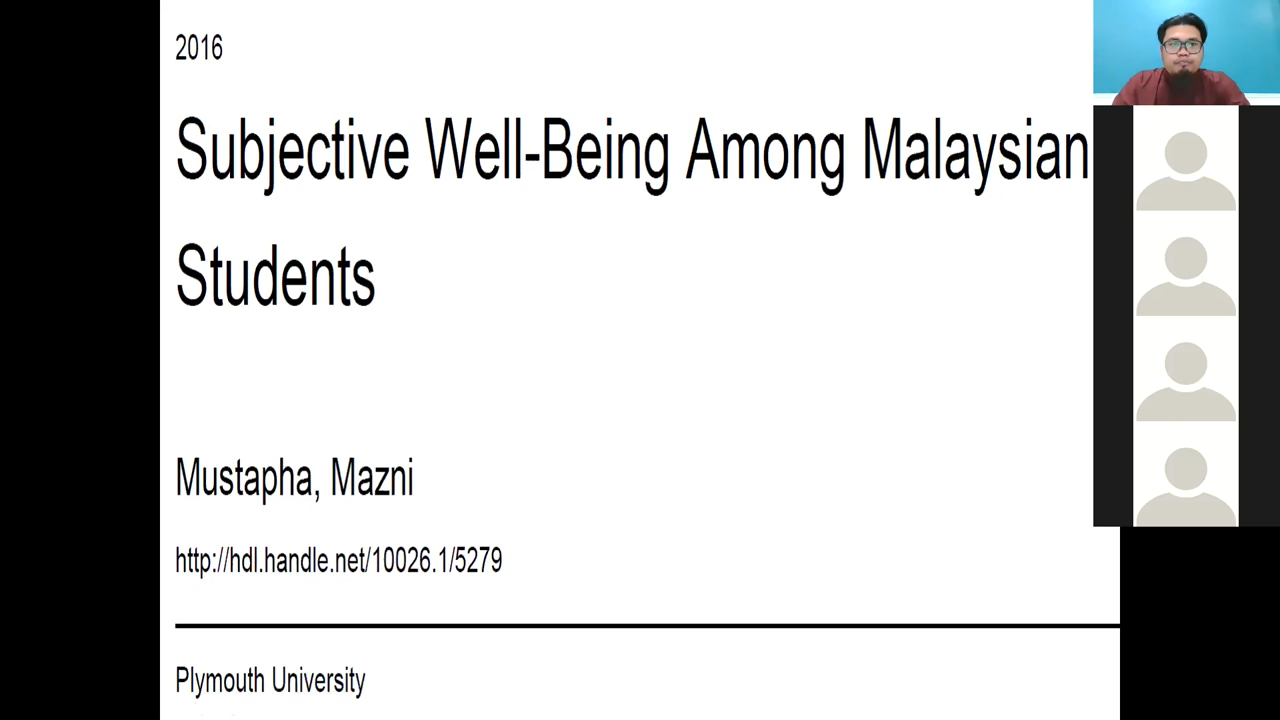 2016
Subjective Well-Being Among Malaysian
Students
Mustapha, Mazni
http://hdl.handle.net/10026.1/5279
Plymouth University